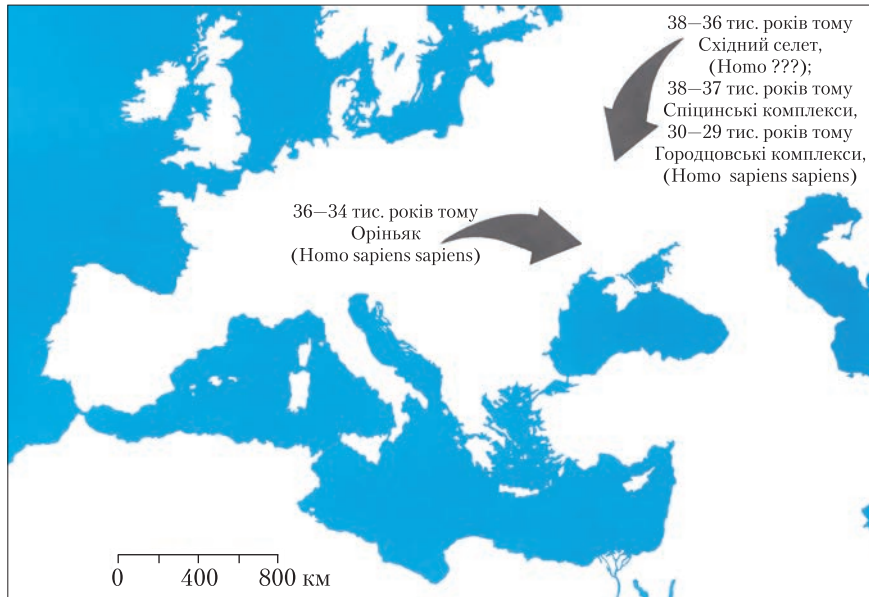 38–36 тис. років тому
Східний селет,
(Homo ???);
38–37 тис. років тому
Спіцинські комплекси,
30–29 тис. років тому
Городцовські комплекси,
(Homo sapiens sapiens)
36–34 тис. років тому
Оріньяк
(Homo sapiens sapiens)
0 400 800 км